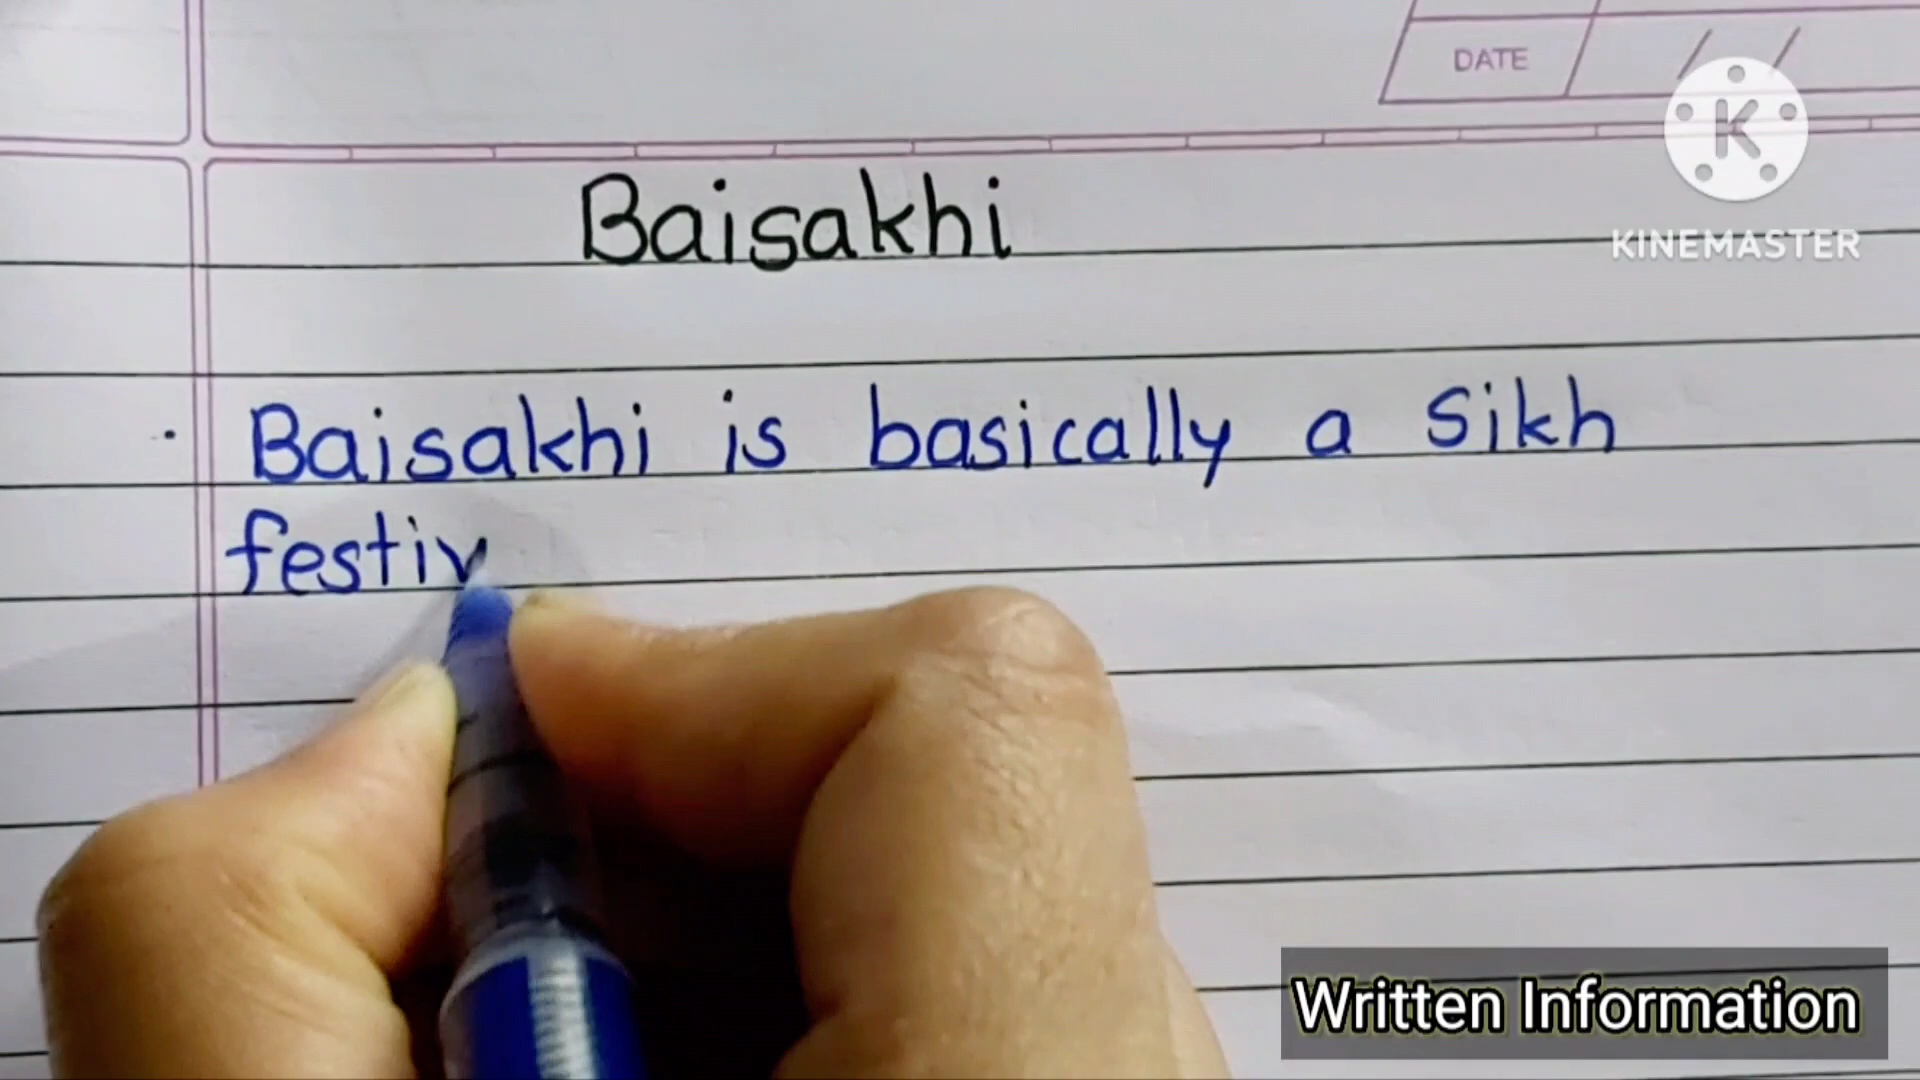 DATE / /
K
KINEMASTER
Baisakhi
Baisakhi is basically a Sikh
festiv
Written Information